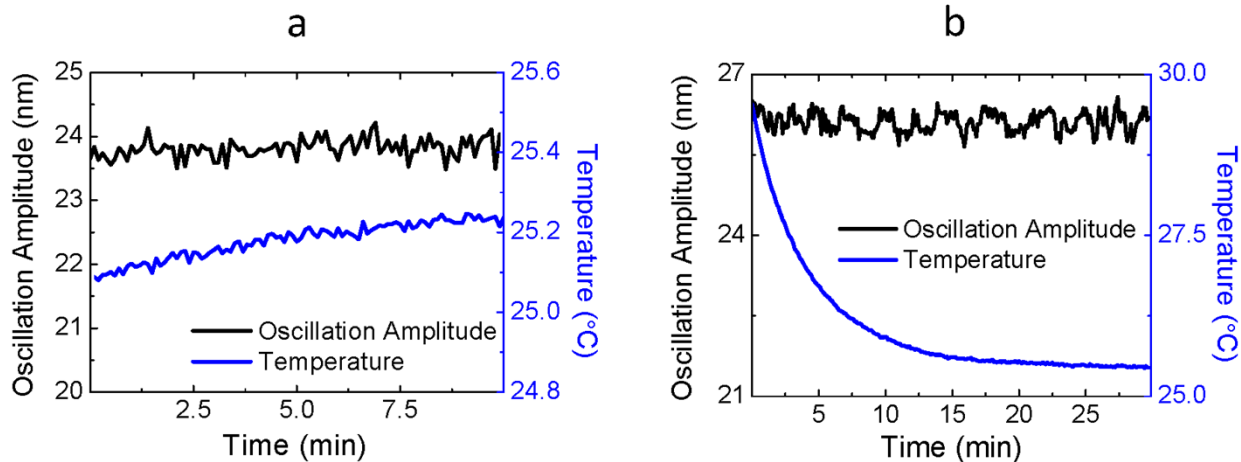 a
Oscillation Amplitude (nm)
25
24
23
22
21
20
2.5
5.0
7.5
Time (min)
25.6
25.4
25.2
25.0
24.8
Temperature (°C)
Oscillation Amplitude
Temperature
b
Oscillation Amplitude (nm)
27
24
21
5
10
15
20
25
Time (min)
30.0
27.5
25.0
Temperature (°C)
Oscillation Amplitude
Temperature